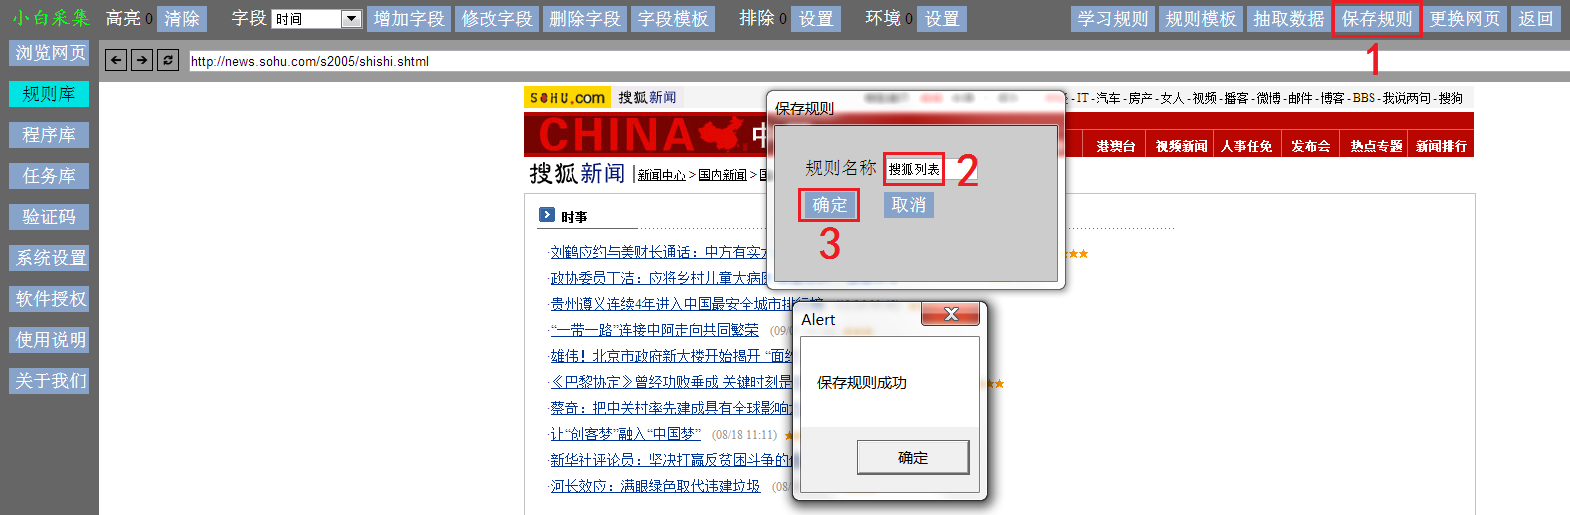 小白采集 高亮 0 清除 字段 时间 增加字段 修改字段 删除字段 字段模板 排除 0 设置 环境 0 设置 学习规则 规则模板 抽取数据 保存规则 更换网页 返回
1
浏览网页
http://news.sohu.com/s2005/shishi.shtml
规则库
SOHU.com 搜狐新闻
-IT-汽车-房产-女人-视频-播客-微博-邮件-博客-BBS-我说两句-搜狗
保存规则
CHINA 中
港澳台 视频新闻 人事任免 发布会 热点专题 新闻排行
程序库
搜狐新闻 新闻中心 > 国内新闻 > 国
规则名称 搜狐列表 2
任务库
确定 取消
3
验证码
时事
系统设置
·刘鹤应约与美财长通话：中方有实
·政协委员丁洁：应将乡村儿童大病
软件授权
·贵州遵义连续4年进入中国最安全城市排行榜
Alert
使用说明
·“一带一路”连接中阿走向共同繁荣 (09/
·雄伟！北京市政府新大楼开始揭开 “面
关于我们
·《巴黎协定》曾经功败垂成 关键时刻是
保存规则成功
·蔡奇：把中关村率先建成具有全球影响
·让“创客梦”融入“中国梦” (08/18 11:11)
·新华社评论员：坚决打赢反贫困斗争的
确定
·河长效应：满眼绿色取代违建垃圾 (08/